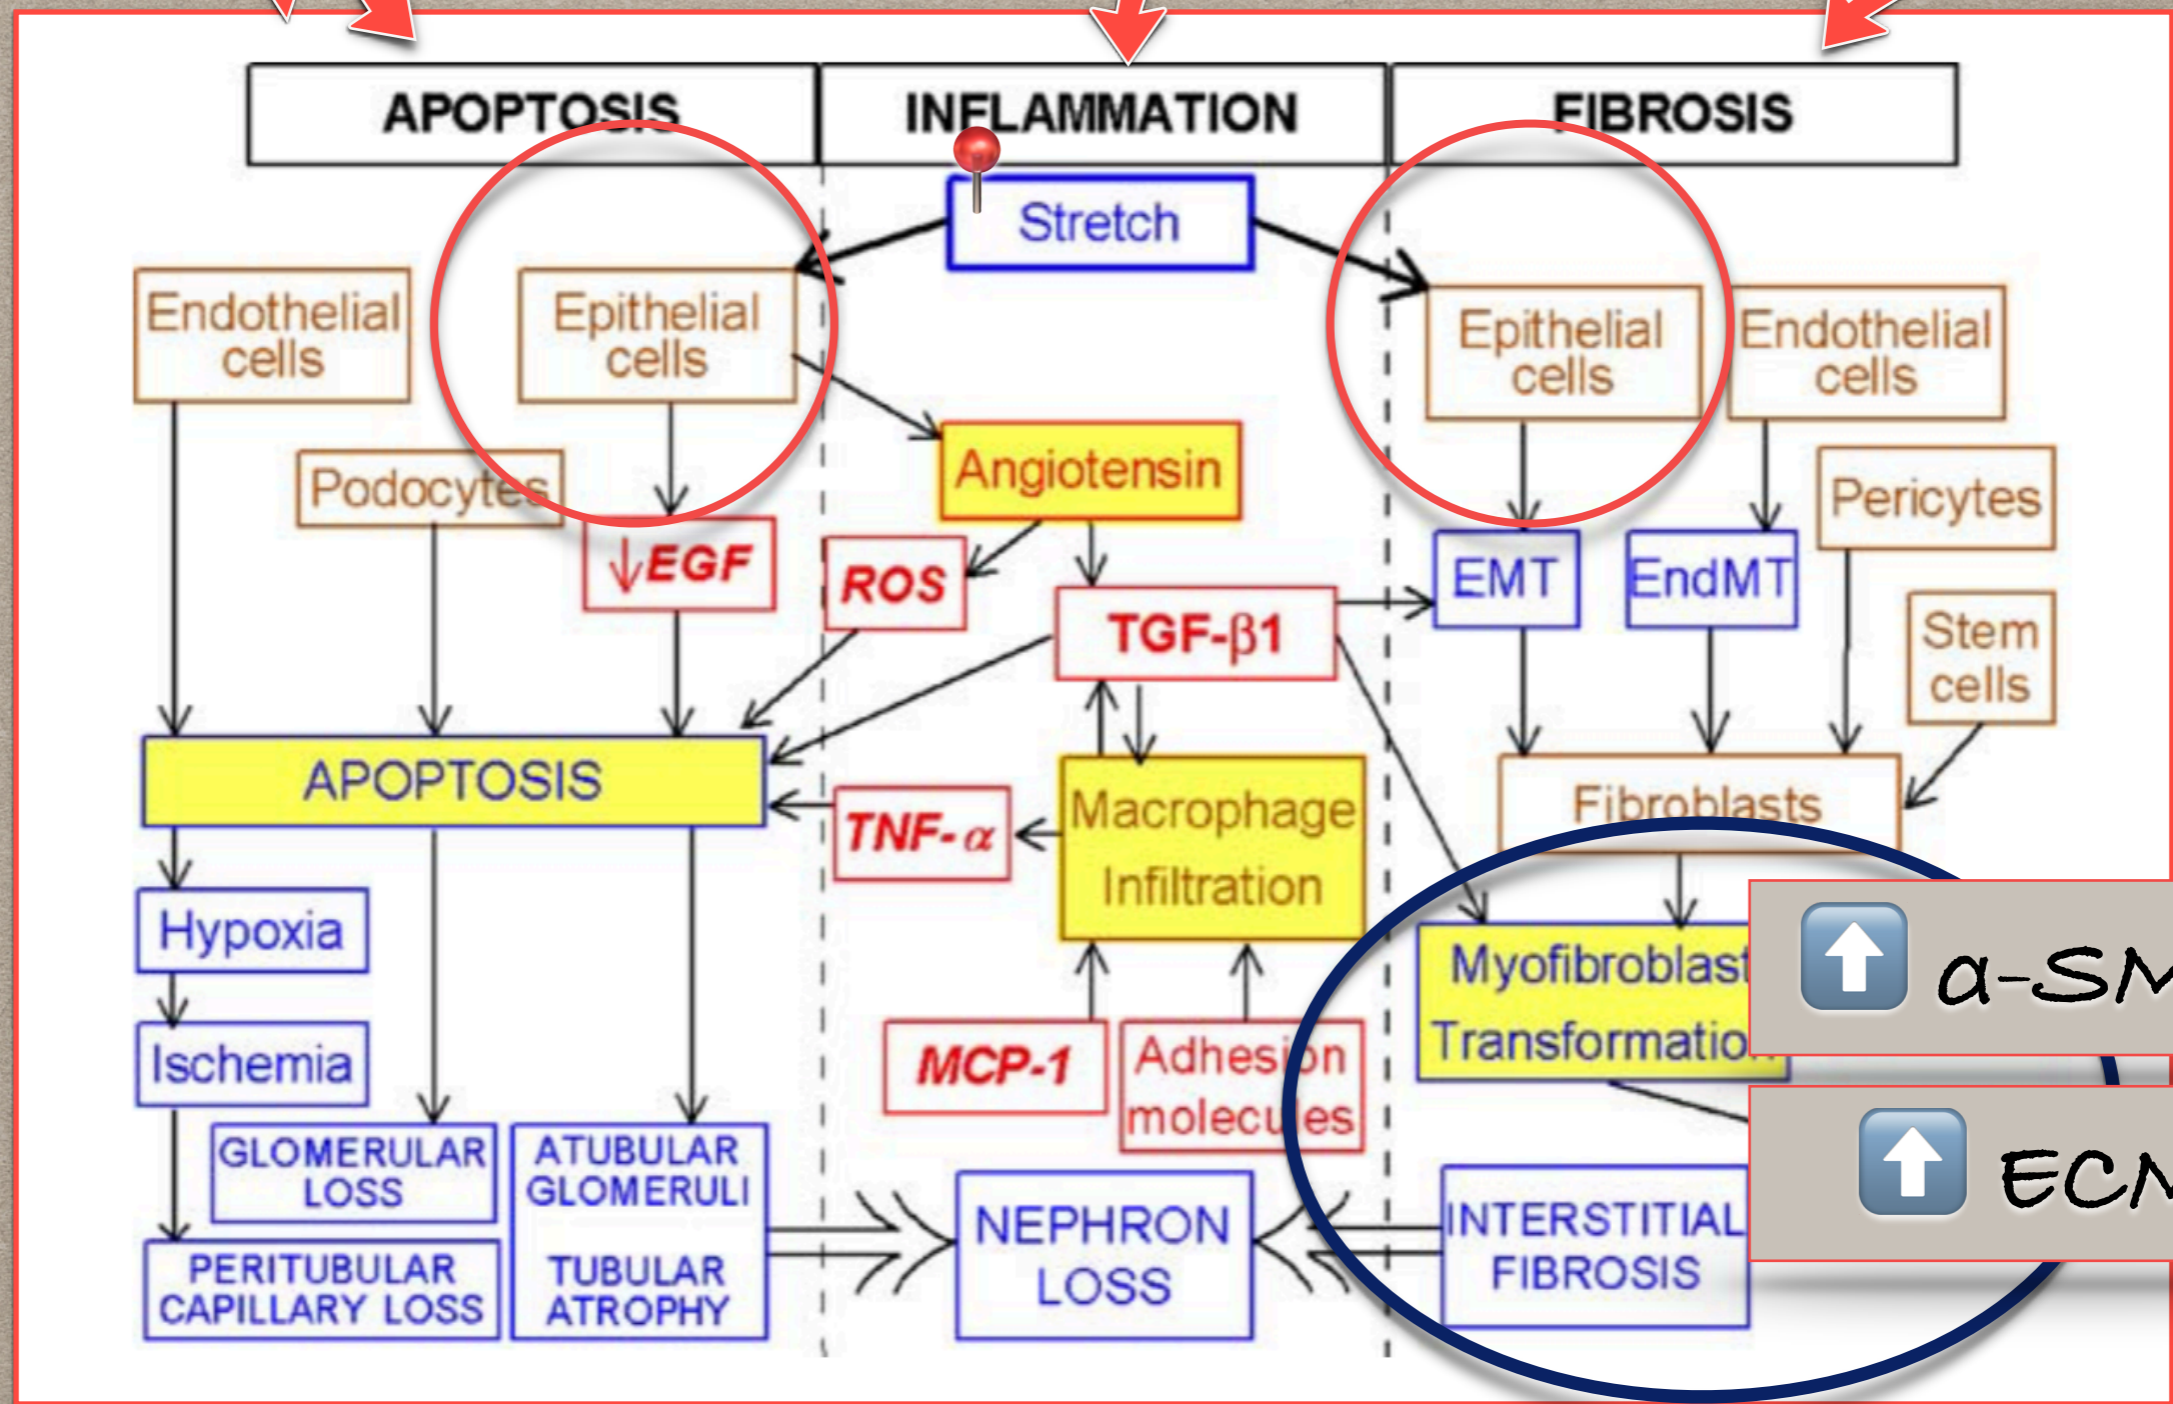 APOPTOSIS
INFLAMMATION
FIBROSIS
Stretch
Endothelial
cells
Epithelial
cells
Epithelial
cells
Endothelial
cells
Podocytes
Angiotensin
Pericytes
↓EGF
ROS
TGF-β1
EMT
EndMT
Stem
cells
APOPTOSIS
TNF-α
Macrophage
Infiltration
Fibroblasts
Hypoxia
Myofibroblast
Transformation
α-SM
Ischemia
MCP-1
Adhesion
molecules
GLOMERULAR
LOSS
ATUBULAR
GLOMERULI
TUBULAR
ATROPHY
PERITUBULAR
CAPILLARY LOSS
NEPHRON
LOSS
INTERSTITIAL
FIBROSIS
ECM